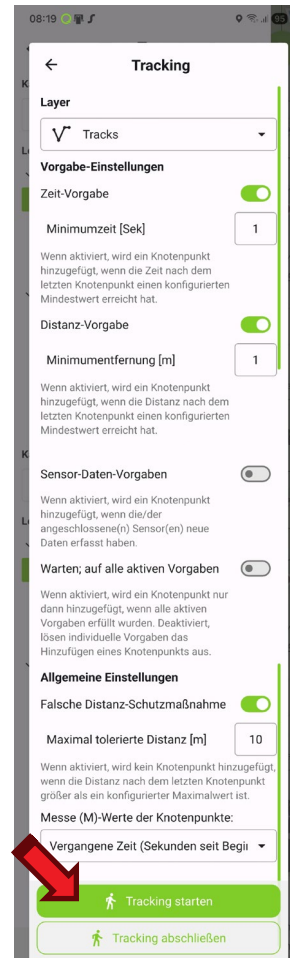 08:19 95
Tracking
Layer
Tracks
Vorgabe-Einstellungen
Zeit-Vorgabe
Minimumzeit [Sek] 1
Wenn aktiviert, wird ein Knotenpunkt
hinzugefügt, wenn die Zeit nach dem
letzten Knotenpunkt einen konfigurierten
Mindestwert erreicht hat.
Distanz-Vorgabe
Minimumentfernung [m] 1
Wenn aktiviert, wird ein Knotenpunkt
hinzugefügt, wenn die Distanz nach dem
letzten Knotenpunkt einen konfigurierten
Mindestwert erreicht hat.
Sensor-Daten-Vorgaben
Wenn aktiviert, wird ein Knotenpunkt
hinzugefügt, wenn die/der
angeschlossene(n) Sensor(en) neue
Daten erfasst haben.
Warten; auf alle aktiven Vorgaben
Wenn aktiviert, wird ein Knotenpunkt nur
dann hinzugefügt, wenn alle aktiven
Vorgaben erfüllt wurden. Deaktiviert,
lösen individuelle Vorgaben das
Hinzufügen eines Knotenpunkts aus.
Allgemeine Einstellungen
Falsche Distanz-Schutzmaßnahme
Maximal tolerierte Distanz [m] 10
Wenn aktiviert, wird kein Knotenpunkt hinzugefügt,
wenn die Distanz nach dem letzten Knotenpunkt
größer als ein konfigurierter Maximalwert ist.
Messe (M)-Werte der Knotenpunkte:
Vergangene Zeit (Sekunden seit Begin
Tracking starten
Tracking abschließen